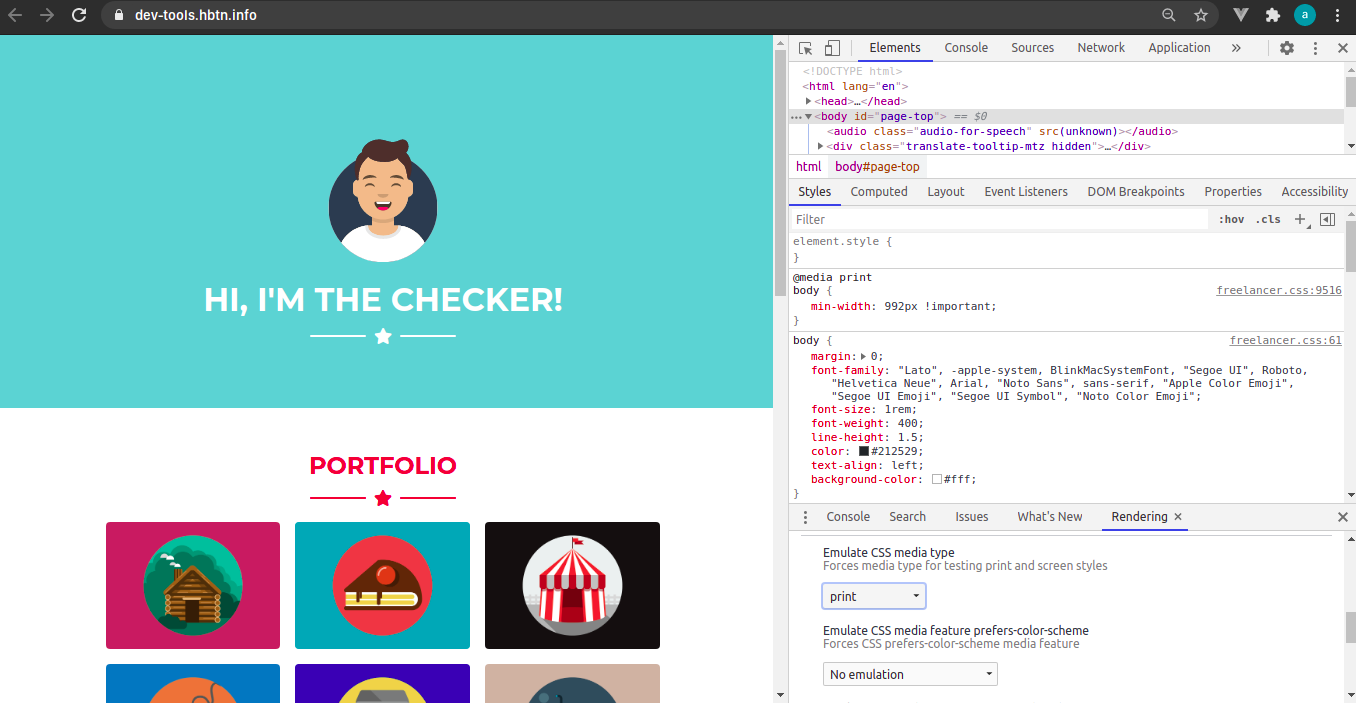 dev-tools.hbtn.info
a
HI, I'M THE CHECKER!
PORTFOLIO
Elements Console Sources Network Application »
<!DOCTYPE html>
<html lang="en">
<head>…</head>
<body id="page-top"> == $0
<audio class="audio-for-speech" src(unknown)></audio>
<div class="translate-tooltip-mtz hidden">…</div>
html body#page-top
Styles Computed Layout Event Listeners DOM Breakpoints Properties Accessibility
Filter :hov .cls +
element.style {
}
@media print
body { freelancer.css:9516
min-width: 992px !important;
}
body { freelancer.css:61
margin: 0;
font-family: "Lato", -apple-system, BlinkMacSystemFont, "Segoe UI", Roboto,
"Helvetica Neue", Arial, "Noto Sans", sans-serif, "Apple Color Emoji",
"Segoe UI Emoji", "Segoe UI Symbol", "Noto Color Emoji";
font-size: 1rem;
font-weight: 400;
line-height: 1.5;
color: #212529;
text-align: left;
background-color: #fff;
}
Console Search Issues What's New Rendering
Emulate CSS media type
Forces media type for testing print and screen styles
print
Emulate CSS media feature prefers-color-scheme
Forces CSS prefers-color-scheme media feature
No emulation